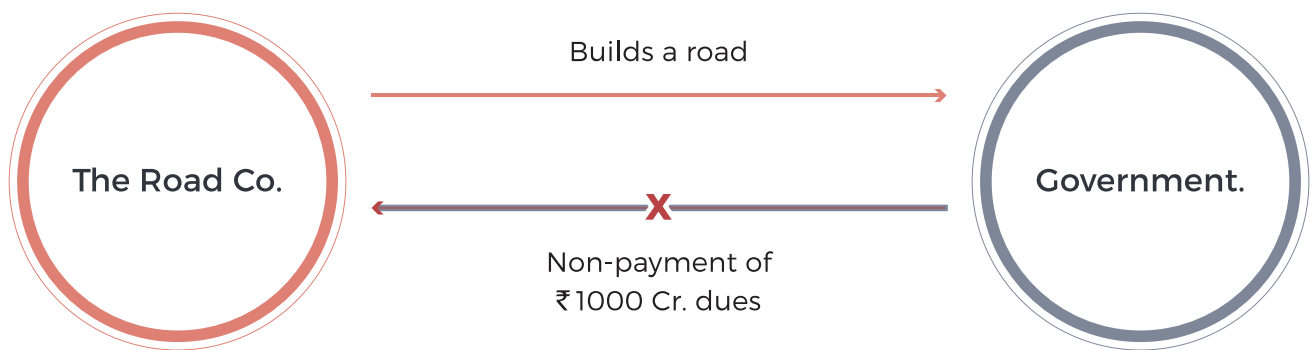 Builds a road
The Road Co.
Government.
X
Non-payment of
₹1000 Cr. dues